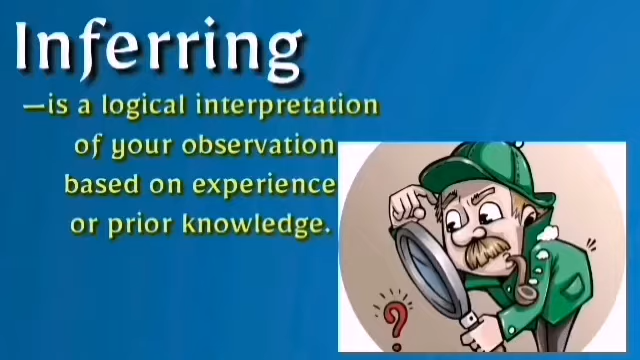 Inferring
—is a logical interpretation
of your observation
based on experience
or prior knowledge.
?